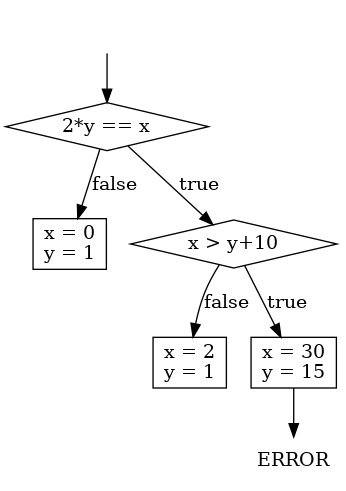 2*y == x
false
true
x = 0
y = 1
x > y+10
false
true
x = 2
y = 1
x = 30
y = 15
ERROR